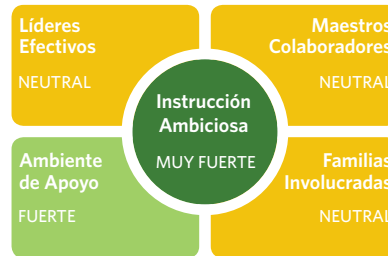 Líderes
Efectivos
NEUTRAL
Maestros
Colaboradores
NEUTRAL
Instrucción
Ambiciosa
MUY FUERTE
Ambiente
de Apoyo
FUERTE
Familias
Involucradas
NEUTRAL